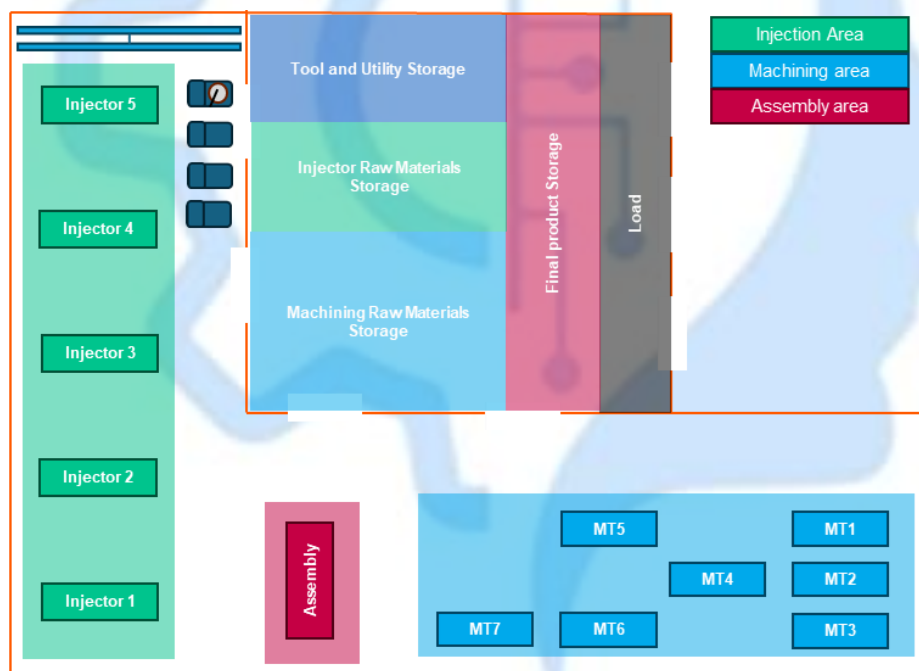 Injection Area
Machining area
Assembly area
Tool and Utility Storage
Injector Raw Materials
Storage
Machining Raw Materials
Storage
Final product Storage
Load
Injector 5
Injector 4
Injector 3
Injector 2
Injector 1
Assembly
MT5
MT1
MT4
MT2
MT7
MT6
MT3